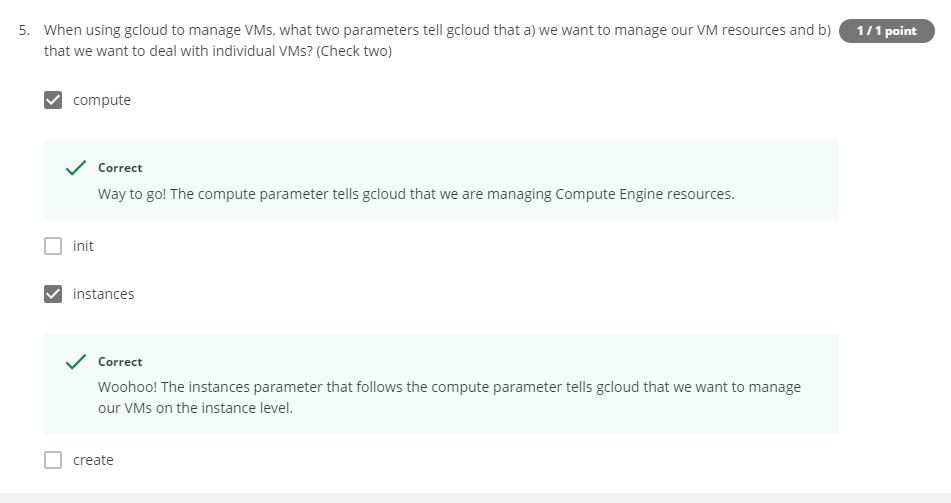 5. When using gcloud to manage VMs, what two parameters tell gcloud that a) we want to manage our VM resources and b)
1 / 1 point
that we want to deal with individual VMs? (Check two)
compute
Correct
Way to go! The compute parameter tells gcloud that we are managing Compute Engine resources.
init
instances
Correct
Woohoo! The instances parameter that follows the compute parameter tells gcloud that we want to manage
our VMs on the instance level.
create